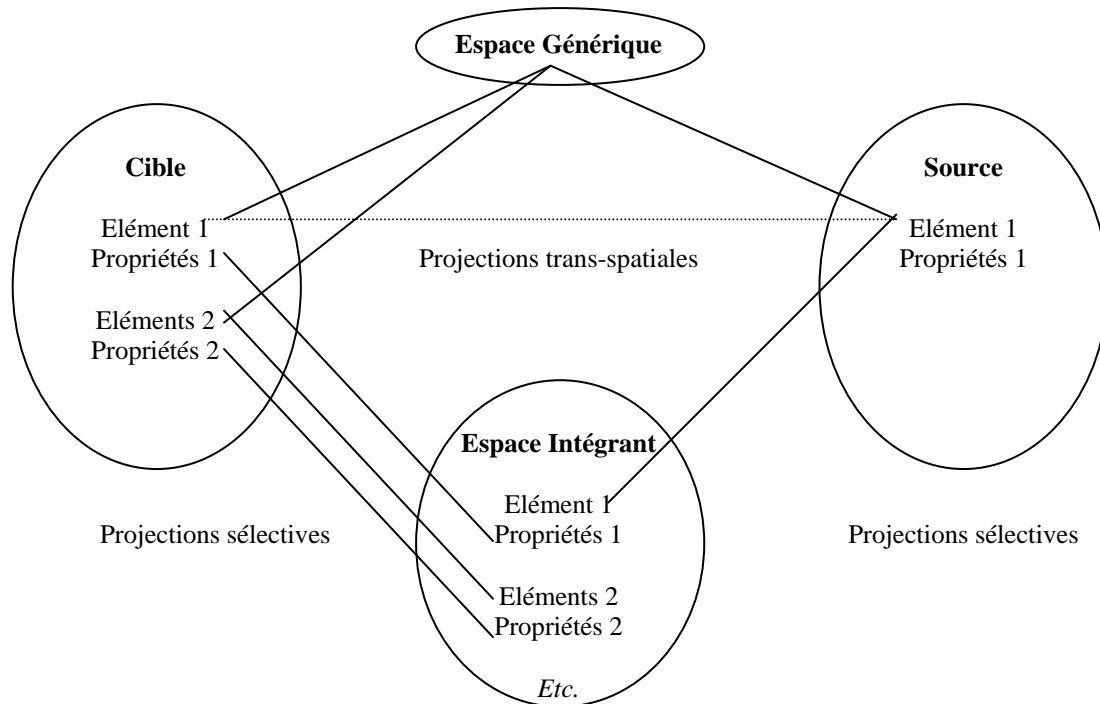 Espace Générique
Cible
Elément 1
Propriétés 1
Eléments 2
Propriétés 2
Source
Elément 1
Propriétés 1
Projections trans-spatiales
Espace Intégrant
Elément 1
Propriétés 1
Eléments 2
Propriétés 2
Etc.
Projections sélectives
Projections sélectives